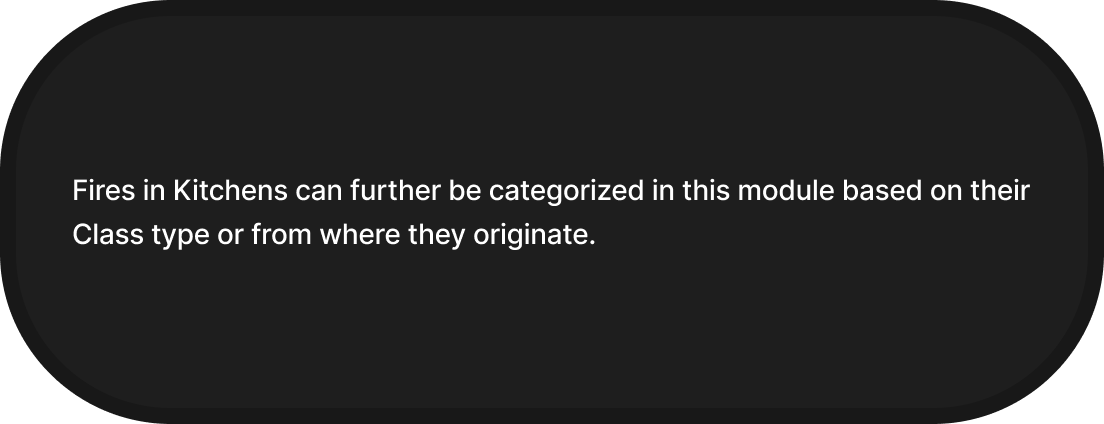 Fires in Kitchens can further be categorized in this module based on their
Class type or from where they originate.